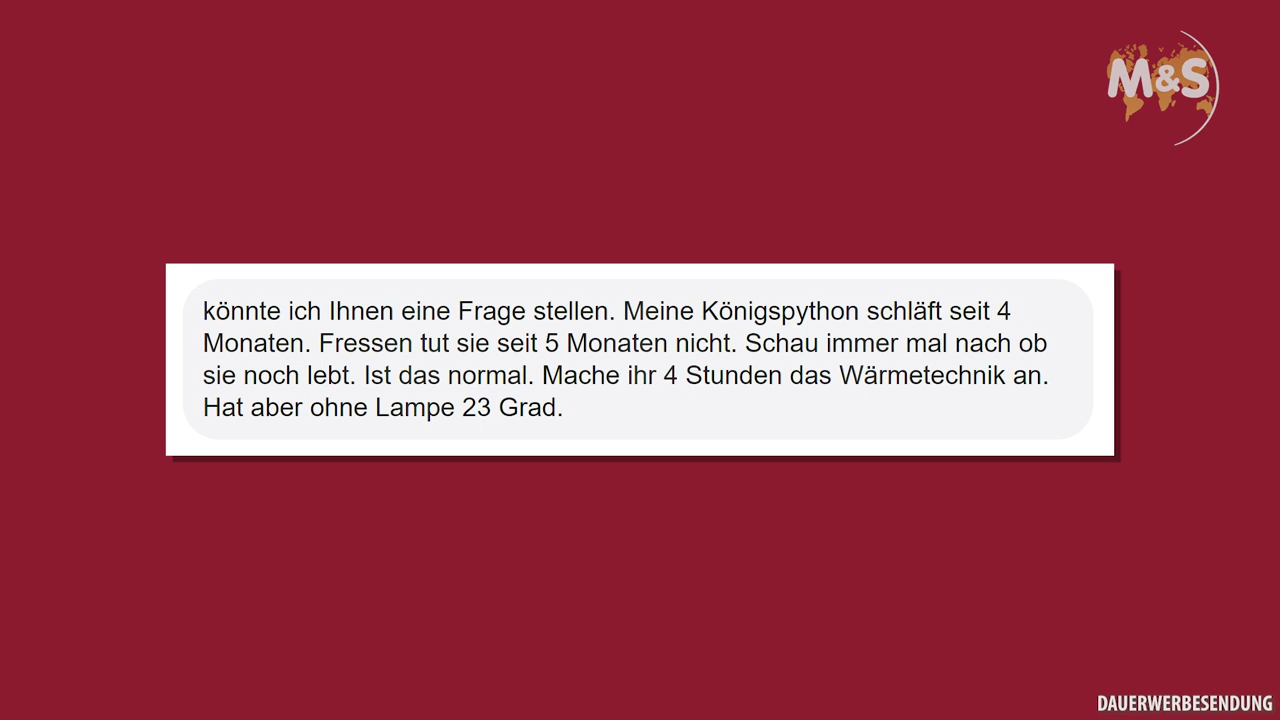 M&S
könnte ich Ihnen eine Frage stellen. Meine Königspython schläft seit 4
Monaten. Fressen tut sie seit 5 Monaten nicht. Schau immer mal nach ob
sie noch lebt. Ist das normal. Mache ihr 4 Stunden das Wärmetechnik an.
Hat aber ohne Lampe 23 Grad.
DAUERWERBESENDUNG